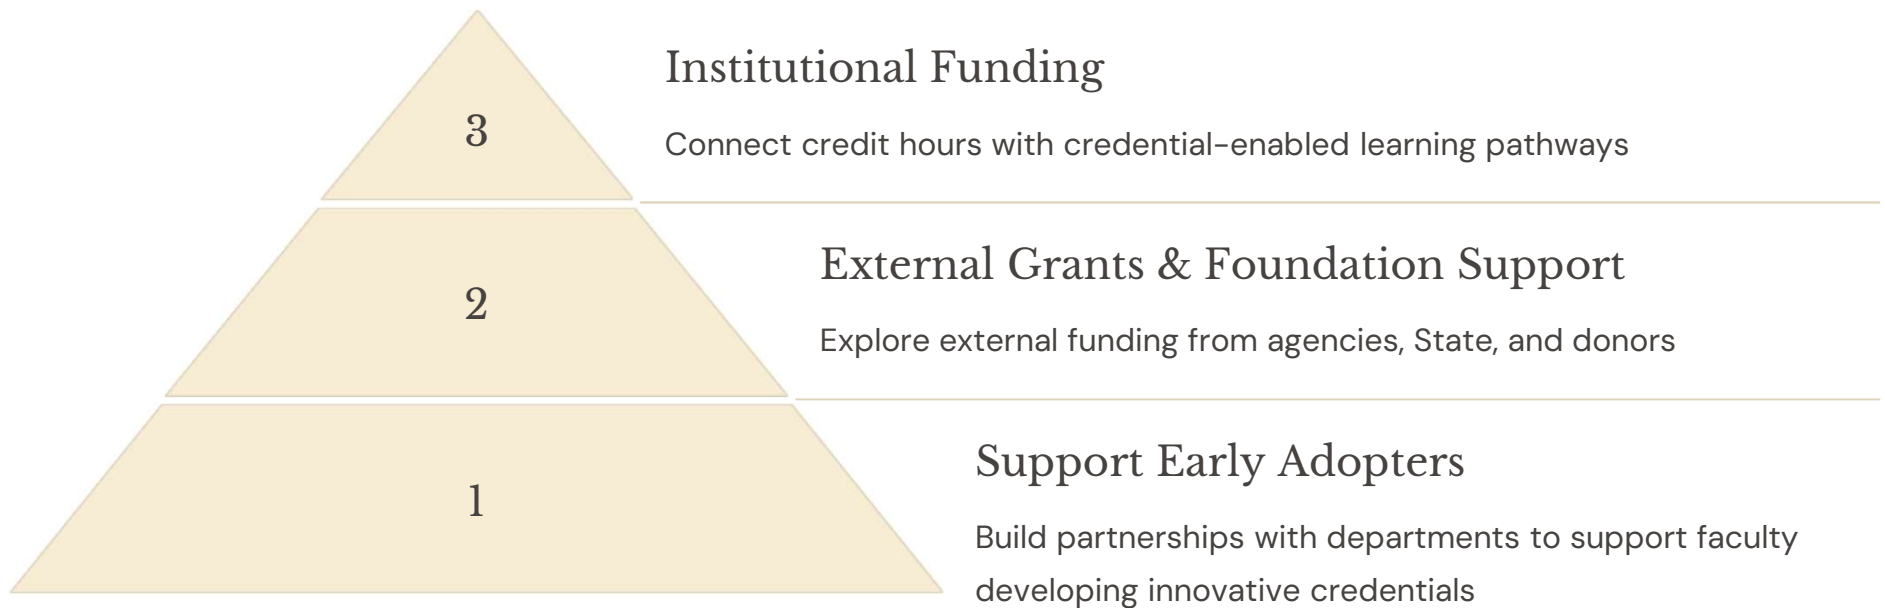 3
Institutional Funding
Connect credit hours with credential-enabled learning pathways
2
External Grants & Foundation Support
Explore external funding from agencies, State, and donors
1
Support Early Adopters
Build partnerships with departments to support faculty
developing innovative credentials